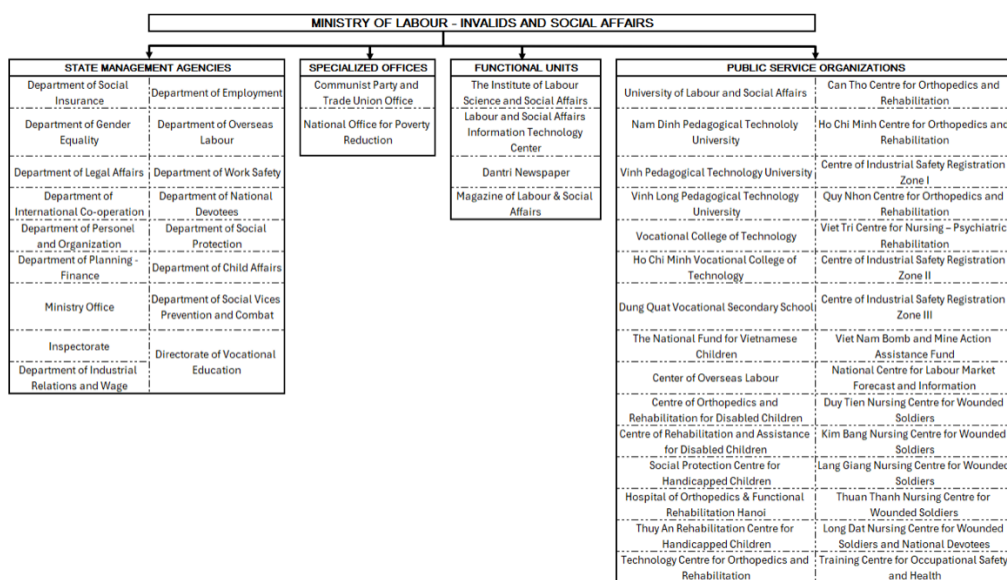 MINISTRY OF LABOUR - INVALIDS AND SOCIAL AFFAIRS
STATE MANAGEMENT AGENCIES
Department of Social
Insurance
Department of Employment
Department of Gender
Equality
Department of Overseas
Labour
Department of Legal Affairs
Department of Work Safety
Department of
International Co-operation
Department of National
Devotees
Department of Personel
and Organization
Department of Social
Protection
Department of Planning -
Finance
Department of Child Affairs
Ministry Office
Department of Social Vices
Prevention and Combat
Inspectorate
Department of Industrial
Relations and Wage
Directorate of Vocational
Education
SPECIALIZED OFFICES
Communist Party and
Trade Union Office
National Office for Poverty
Reduction
FUNCTIONAL UNITS
The Institute of Labour
Science and Social Affairs
Labour and Social Affairs
Information Technology
Center
Dantri Newspaper
Magazine of Labour & Social
Affairs
PUBLIC SERVICE ORGANIZATIONS
University of Labour and Social Affairs
Can Tho Centre for Orthopedics and
Rehabilitation
Nam Dinh Pedagogical Technololy
University
Ho Chi Minh Centre for Orthopedics and
Rehabilitation
Vinh Pedagogical Technology University
Centre of Industrial Safety Registration
Zone I
Vinh Long Pedagogical Technology
University
Quy Nhon Centre for Orthopedics and
Rehabilitation
Vocational College of Technology
Viet Tri Centre for Nursing – Psychiatric
Rehabilitation
Ho Chi Minh Vocational College of
Technology
Centre of Industrial Safety Registration
Zone II
Dung Quat Vocational Secondary School
Centre of Industrial Safety Registration
Zone III
The National Fund for Vietnamese
Children
Viet Nam Bomb and Mine Action
Assistance Fund
Center of Overseas Labour
National Centre for Labour Market
Forecast and Information
Centre of Orthopedics and
Rehabilitation for Disabled Children
Duy Tien Nursing Centre for Wounded
Soldiers
Centre of Rehabilitation and Assistance
for Disabled Children
Kim Bang Nursing Centre for Wounded
Soldiers
Social Protection Centre for
Handicapped Children
Lang Giang Nursing Centre for Wounded
Soldiers
Hospital of Orthopedics & Functional
Rehabilitation Hanoi
Thuan Thanh Nursing Centre for
Wounded Soldiers
Thuy An Rehabilitation Centre for
Handicapped Children
Long Dat Nursing Centre for Wounded
Soldiers and National Devotees
Technology Centre for Orthopedics and
Rehabilitation
Training Centre for Occupational Safety
and Health